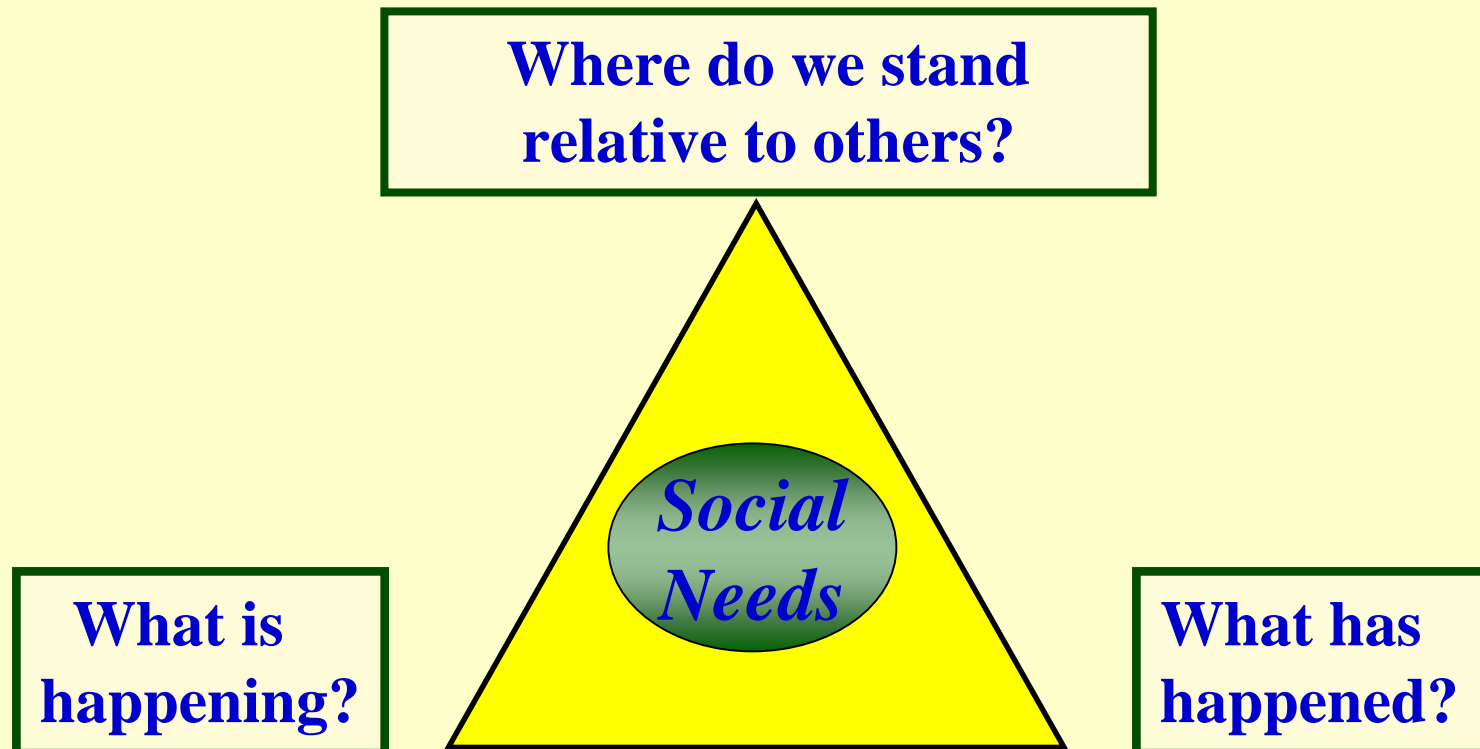 Where do we stand
relative to others?
Social
Needs
What is
happening?
What has
happened?